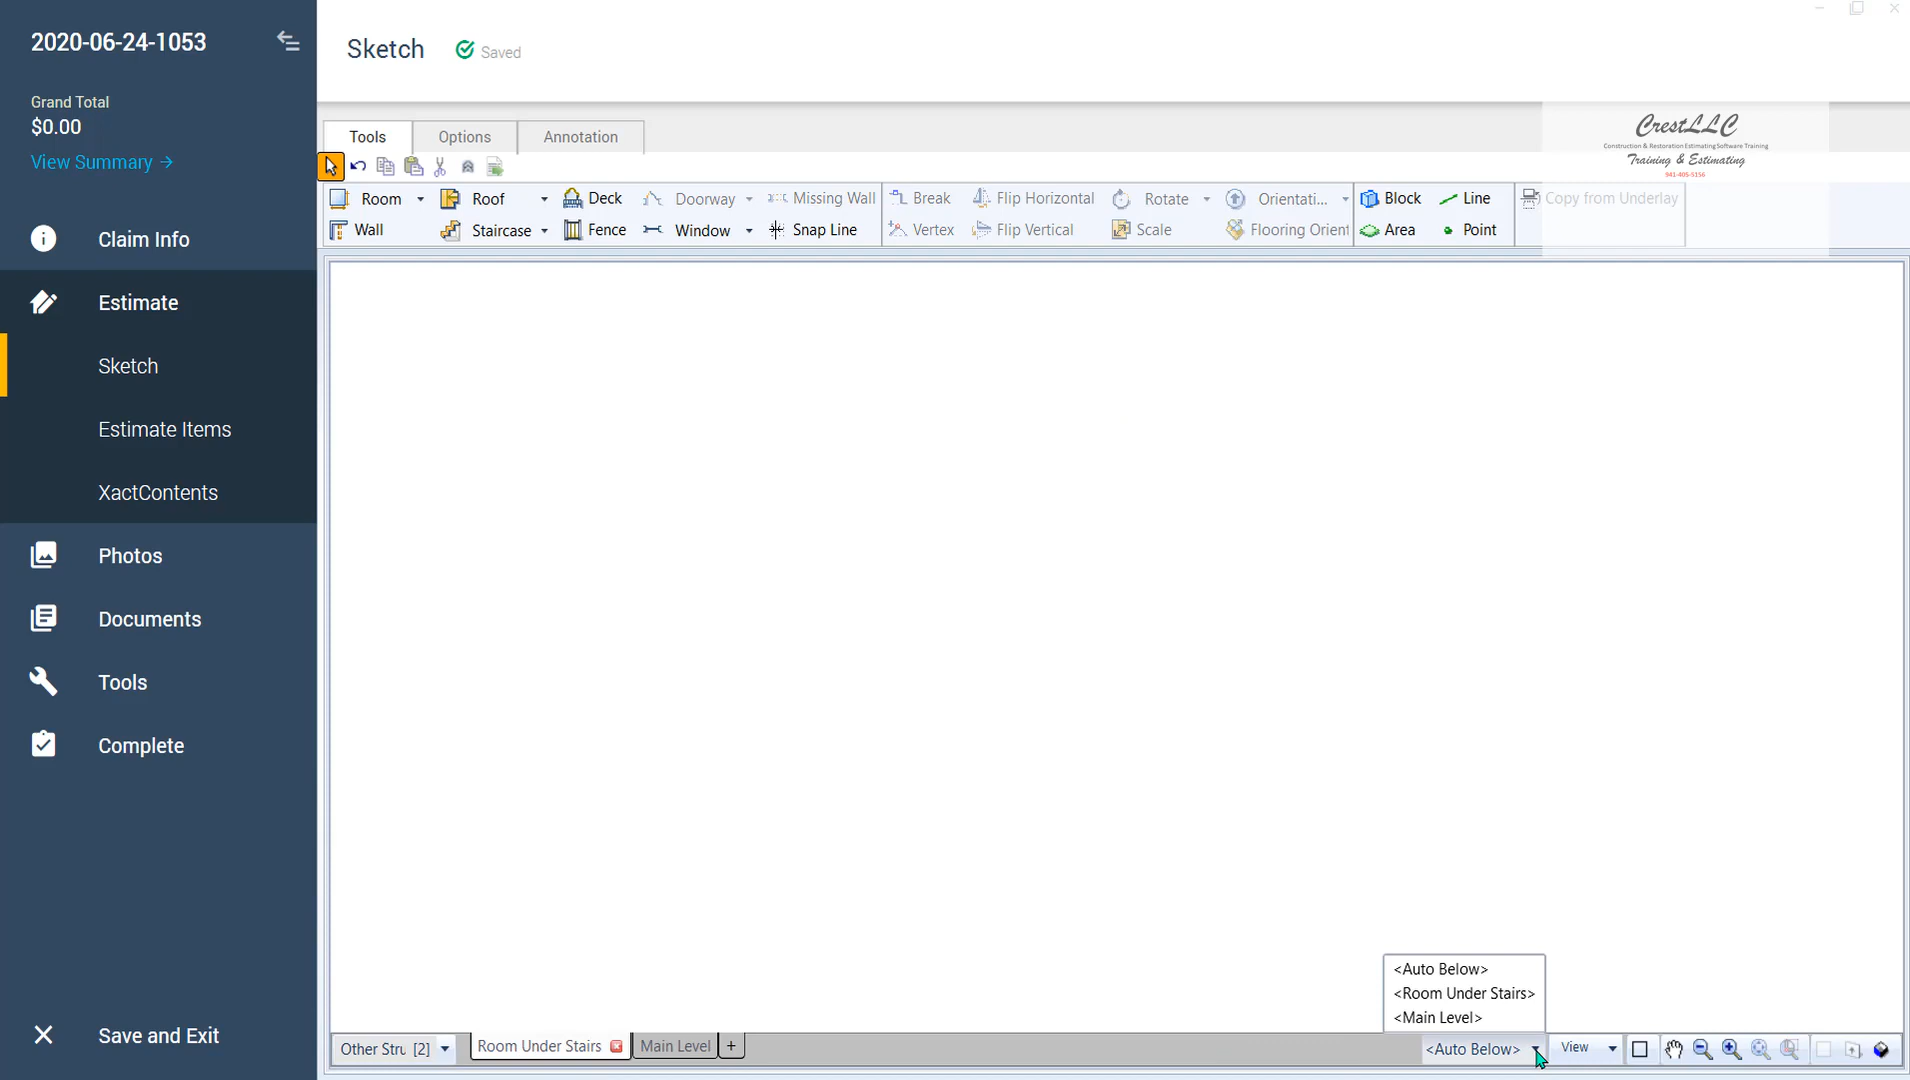 2020-06-24-1053
Grand Total
$0.00
View Summary →
Claim Info
Estimate
Sketch
Estimate Items
XactContents
Photos
Documents
Tools
Complete
Save and Exit
Sketch Saved
CrestLLC
Construction & Restoration Estimating Software Training
Training & Estimating
941-405-9156
Tools Options Annotation
Room Roof Deck Doorway Missing Wall Break Flip Horizontal Rotate Orientati... Block Line Copy from Underlay
Wall Staircase Fence Window Snap Line Vertex Flip Vertical Scale Flooring Orient Area Point
<Auto Below>
<Room Under Stairs>
<Main Level>
Other Stru [2] Room Under Stairs Main Level + <Auto Below> View